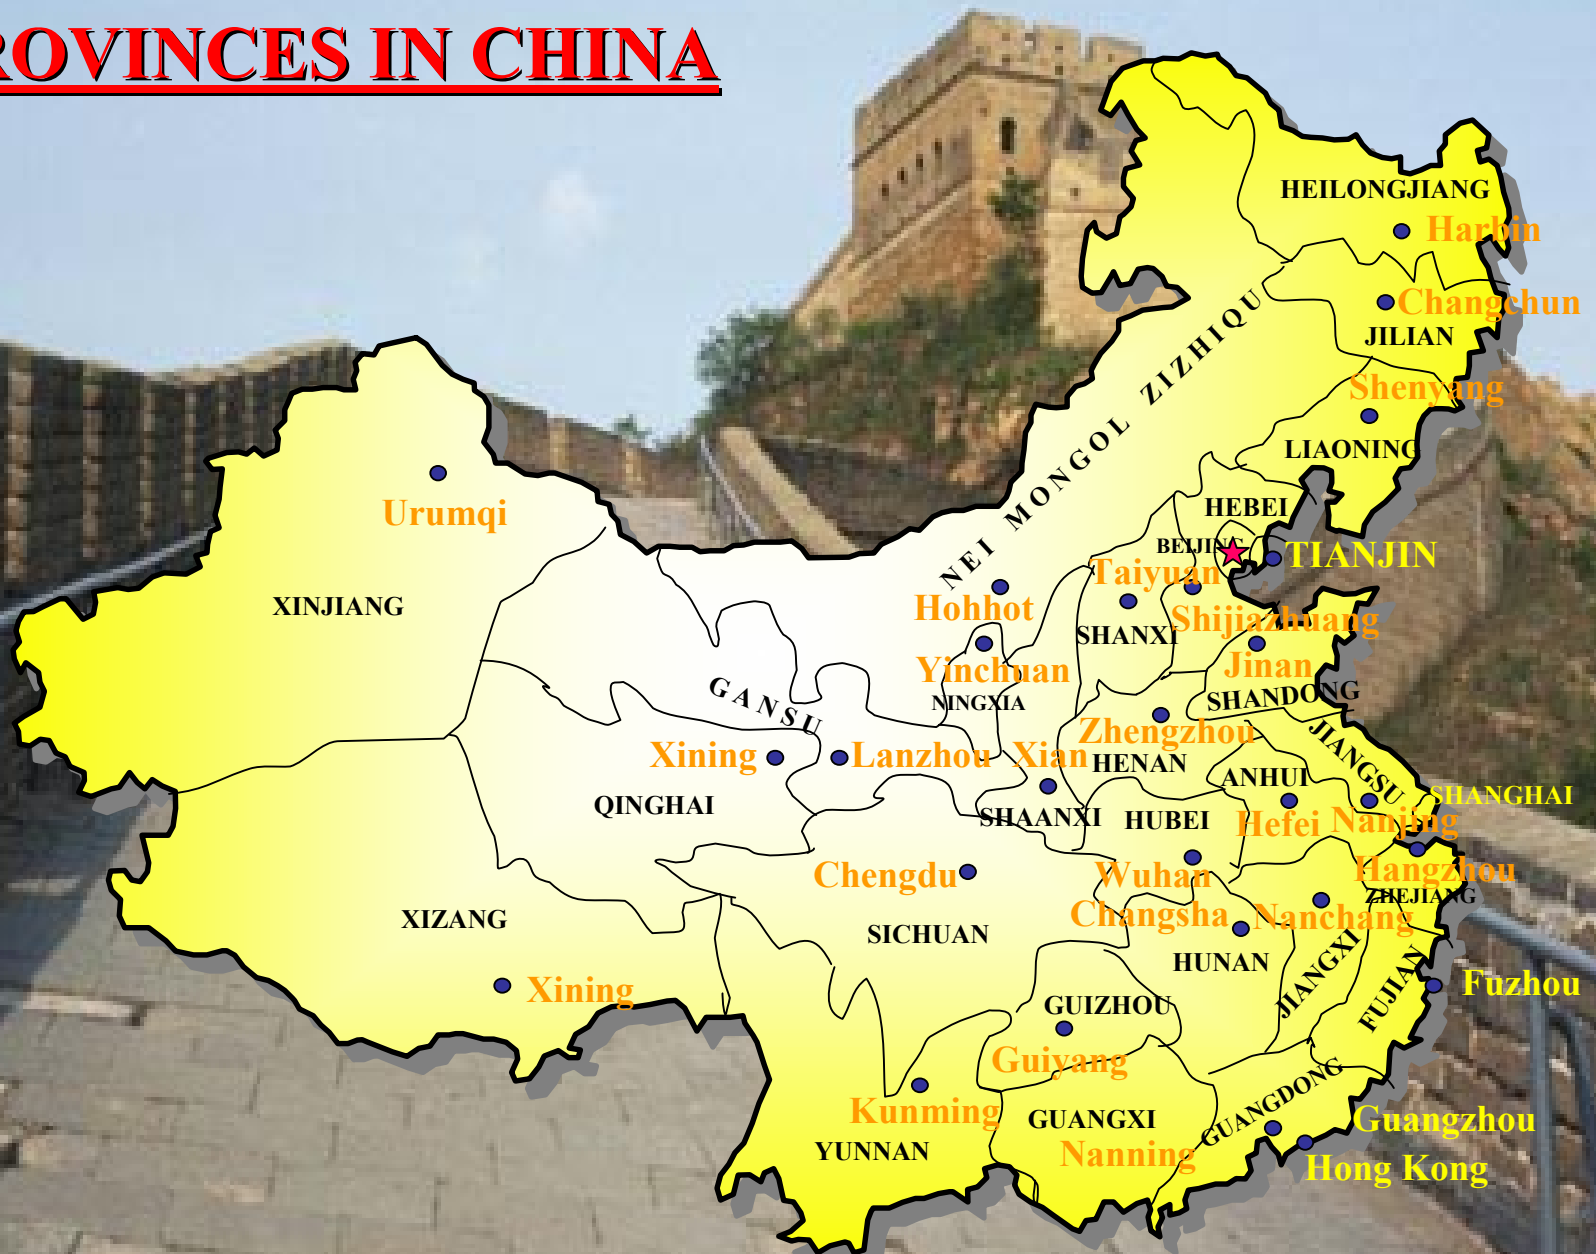 ROVINCES IN CHINA
HEILONGJIANG
Harbin
Changchun
JILIAN
Shenyang
LIAONING
NEI MONGOL ZIZHIQU
Urumqi
HEBEI
BEIJING
TIANJIN
Taiyuan
XINJIANG
Hohhot
Shijiazhuang
SHANXI
Yinchuan
Jinan
NINGXIA
SHANDONG
GANSU
Zhengzhou
Xining
Lanzhou
Xian
HENAN
JIANGSU
ANHUI
SHANGHAI
QINGHAI
SHAANXI
HUBEI
Hefei
Nanjing
Chengdu
Wuhan
Hangzhou
ZHEJIANG
XIZANG
Changsha
Nanchang
SICHUAN
HUNAN
JIANGXI
FUJIAN
Fuzhou
Xining
GUIZHOU
Guiyang
Kunming
GUANGXI
GUANGDONG
Guangzhou
YUNNAN
Nanning
Hong Kong